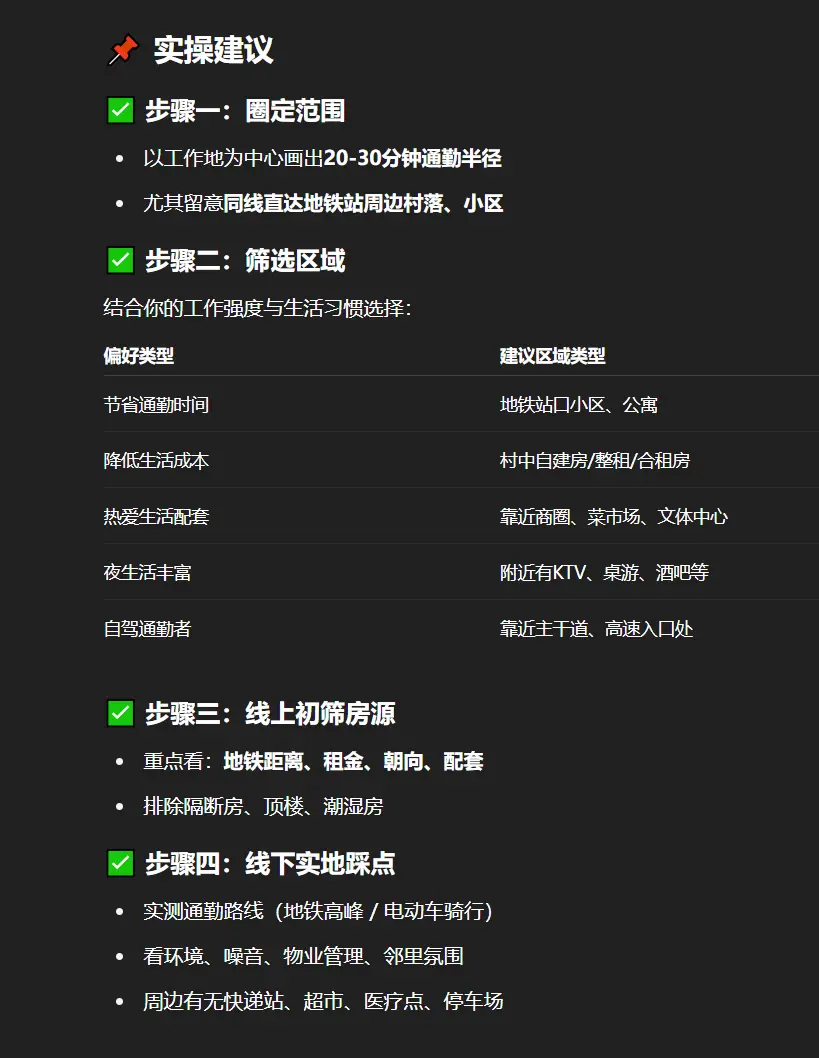 📌 实操建议
✅ 步骤一：圈定范围
• 以工作地为中心画出20-30分钟通勤半径
• 尤其留意同线直达地铁站周边村落、小区
✅ 步骤二：筛选区域
结合你的工作强度与生活习惯选择：
偏好类型 建议区域类型
节省通勤时间 地铁站口小区、公寓
降低生活成本 村中自建房/整租/合租房
热爱生活配套 靠近商圈、菜市场、文体中心
夜生活丰富 附近有KTV、桌游、酒吧等
自驾通勤者 靠近主干道、高速入口处
✅ 步骤三：线上初筛房源
• 重点看：地铁距离、租金、朝向、配套
• 排除隔断房、顶楼、潮湿房
✅ 步骤四：线下实地踩点
• 实测通勤路线（地铁高峰 / 电动车骑行）
• 看环境、噪音、物业管理、邻里氛围
• 周边有无快递站、超市、医疗点、停车场